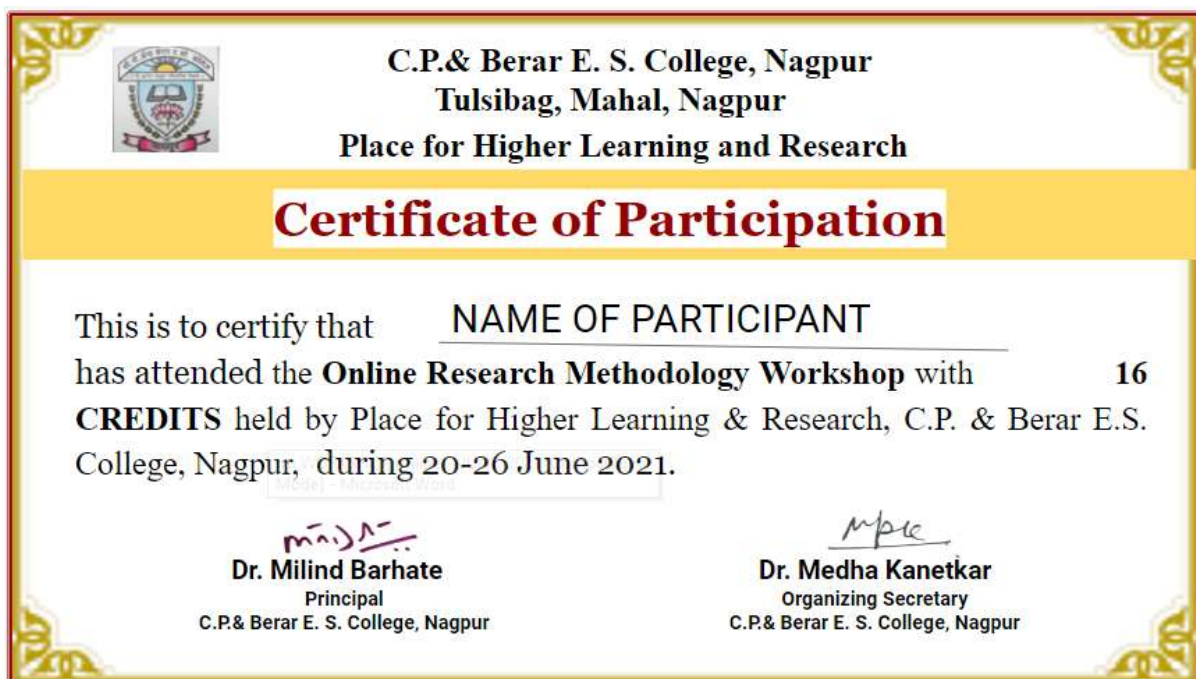 C.P.& Berar E. S. College, Nagpur
Tulsibag, Mahal, Nagpur
Place for Higher Learning and Research
Certificate of Participation
This is to certify that NAME OF PARTICIPANT
has attended the Online Research Methodology Workshop with 16
CREDITS held by Place for Higher Learning & Research, C.P. & Berar E.S.
College, Nagpur, during 20-26 June 2021.
Mode] - Microsoft Word
Dr. Milind Barhate
Principal
C.P.& Berar E. S. College, Nagpur
Dr. Medha Kanetkar
Organizing Secretary
C.P.& Berar E. S. College, Nagpur